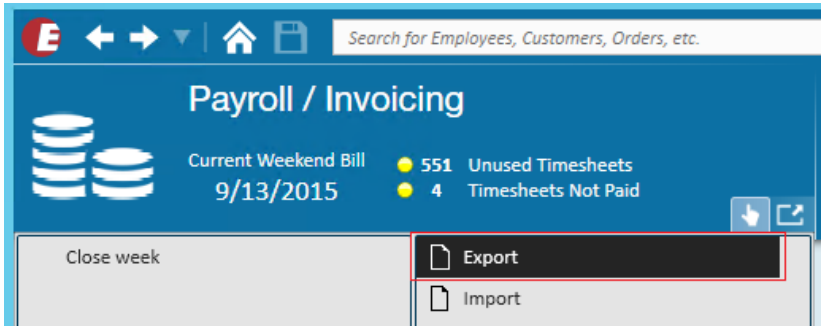 E
Search for Employees, Customers, Orders, etc.
Payroll / Invoicing
Current Weekend Bill
9/13/2015
551 Unused Timesheets
4 Timesheets Not Paid
Close week
Export
Import